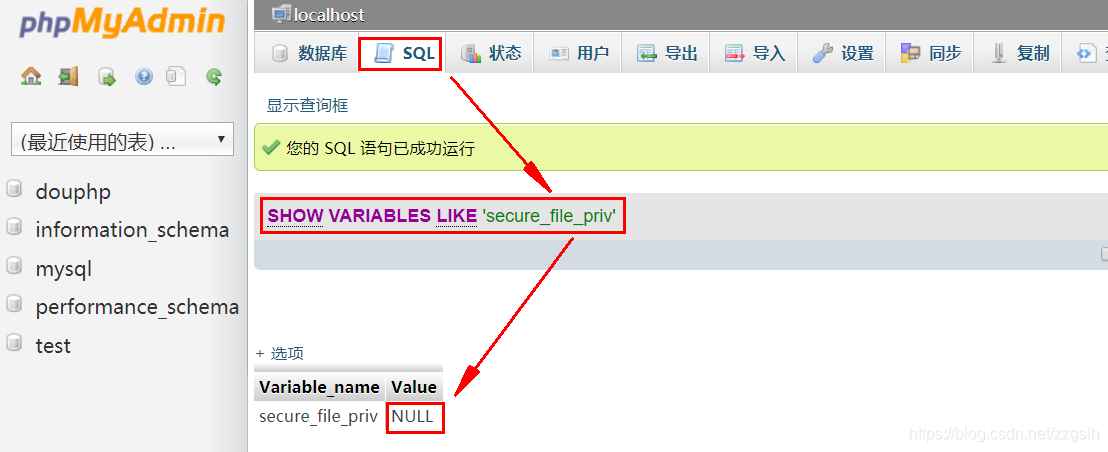 phpMyAdmin
(最近使用的表) ...
douphp
information_schema
mysql
performance_schema
test
localhost
数据库 SQL 状态 用户 导出 导入 设置 同步 复制
显示查询框
您的 SQL 语句已成功运行
SHOW VARIABLES LIKE 'secure_file_priv'
+ 选项
Variable_name Value
secure_file_priv NULL
https://blog.csdn.net/zzgslh